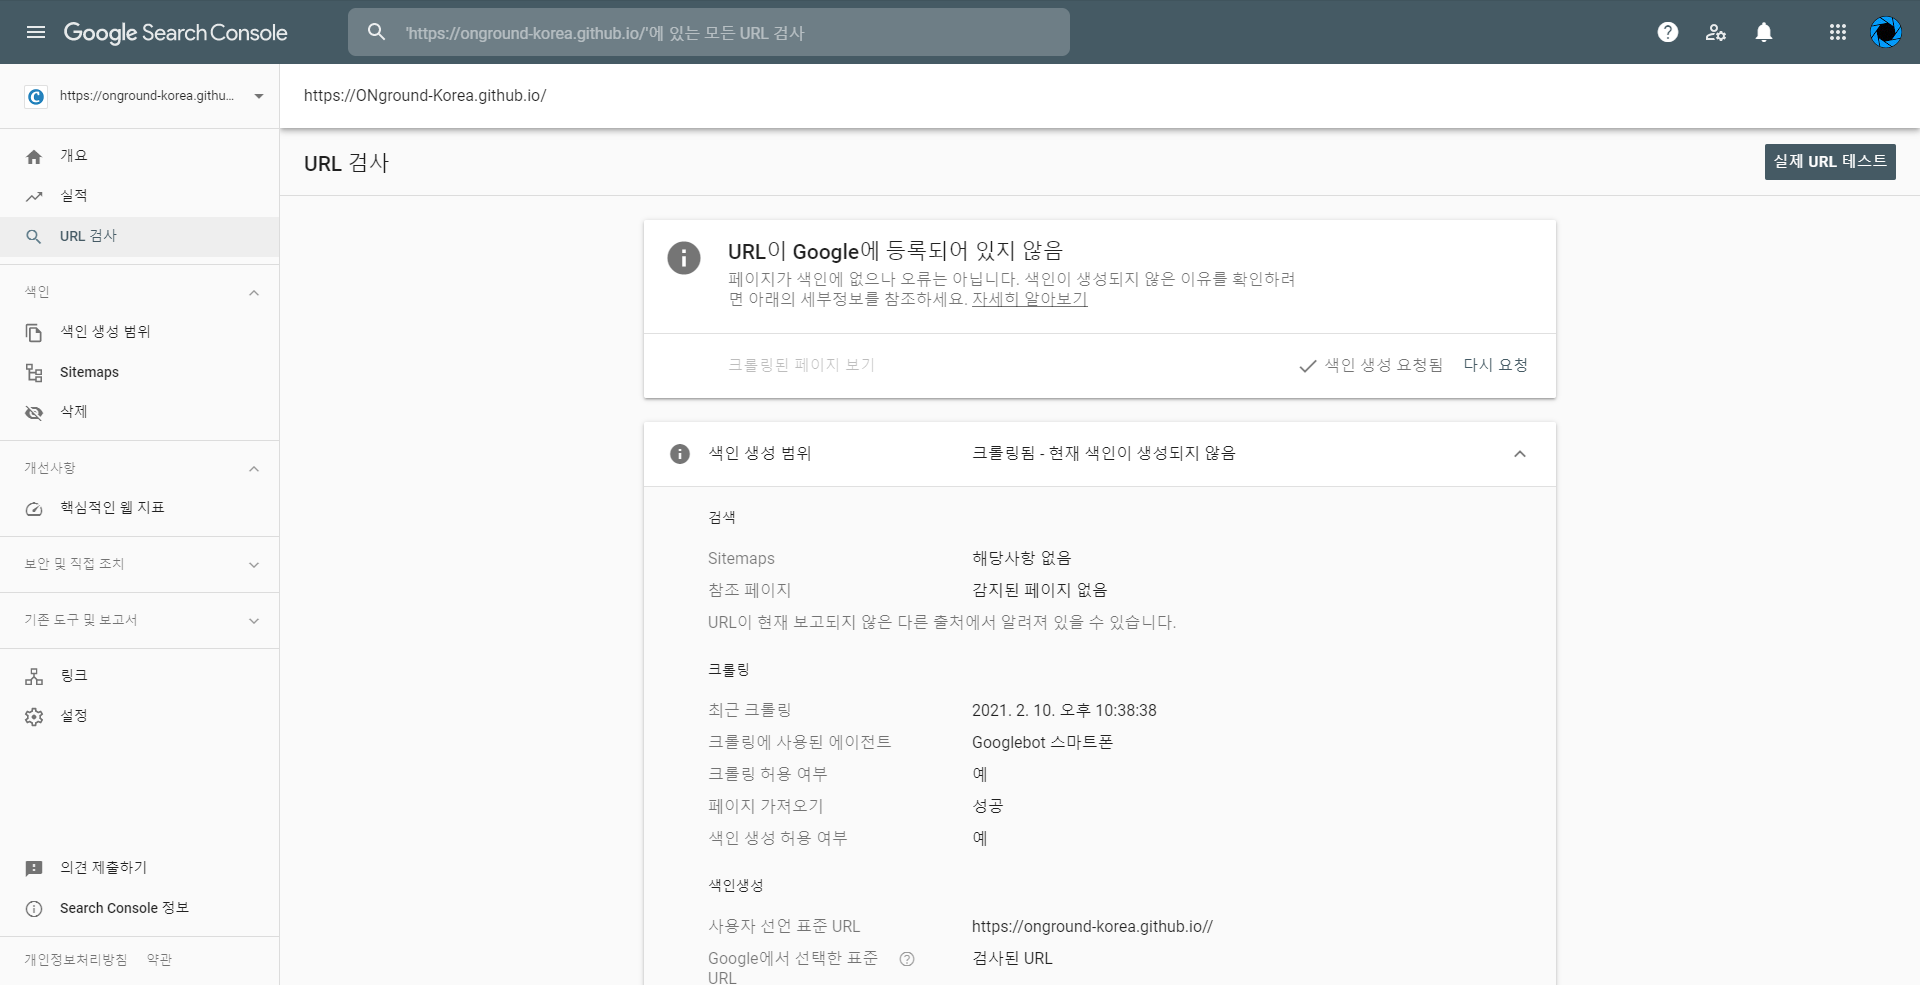 Google Search Console
'https://onground-korea.github.io/'에 있는 모든 URL 검사
https://onground-korea.githu...
https://ONground-Korea.github.io/
개요
실적
URL 검사
색인
색인 생성 범위
Sitemaps
삭제
개선사항
핵심적인 웹 지표
보안 및 직접 조치
기존 도구 및 보고서
링크
설정
의견 제출하기
Search Console 정보
개인정보처리방침 약관
URL 검사
실제 URL 테스트
URL이 Google에 등록되어 있지 않음
페이지가 색인에 없으나 오류는 아닙니다. 색인이 생성되지 않은 이유를 확인하려
면 아래의 세부정보를 참조하세요. 자세히 알아보기
크롤링된 페이지 보기
색인 생성 요청됨 다시 요청
색인 생성 범위 크롤링됨 - 현재 색인이 생성되지 않음
검색
Sitemaps 해당사항 없음
참조 페이지 감지된 페이지 없음
URL이 현재 보고되지 않은 다른 출처에서 알려져 있을 수 있습니다.
크롤링
최근 크롤링 2021. 2. 10. 오후 10:38:38
크롤링에 사용된 에이전트 Googlebot 스마트폰
크롤링 허용 여부 예
페이지 가져오기 성공
색인 생성 허용 여부 예
색인생성
사용자 선언 표준 URL https://onground-korea.github.io//
Google에서 선택한 표준 검사된 URL
URL